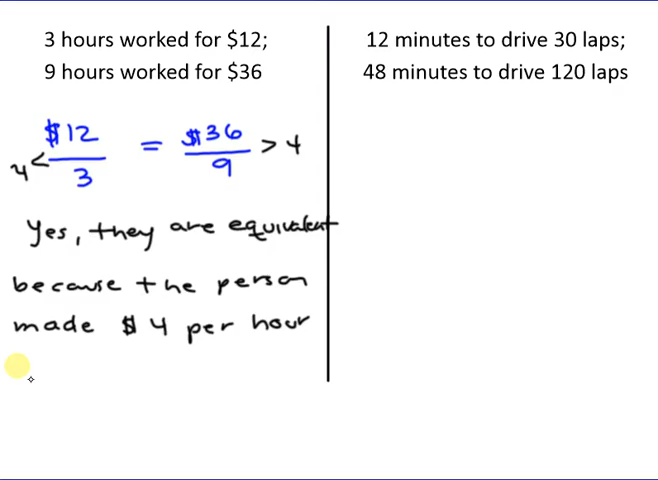 3 hours worked for $12;
9 hours worked for $36
12 minutes to drive 30 laps;
48 minutes to drive 120 laps
$12 = $36
4 < 3 9 > 4
Yes, they are equivalent
because the person
made $4 per hour